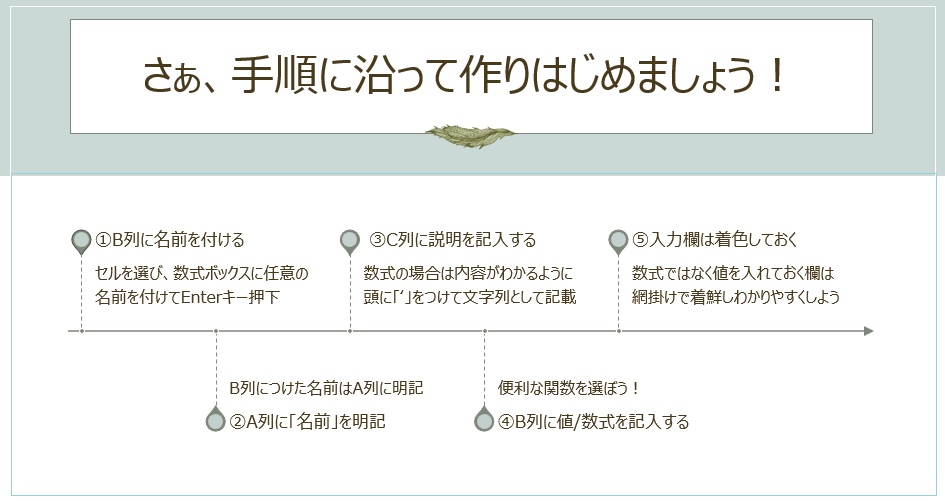 さぁ、手順に沿って作りはじめましょう！
①B列に名前を付ける
セルを選び、数式ボックスに任意の
名前を付けてEnterキー押下
③C列に説明を記入する
数式の場合は内容がわかるように
頭に「‘」をつけて文字列として記載
⑤入力欄は着色しておく
数式ではなく値を入れておく欄は
網掛けで着鮮しわかりやすくしよう
B列につけた名前はA列に明記
②A列に「名前」を明記
便利な関数を選ぼう！
④B列に値/数式を記入する